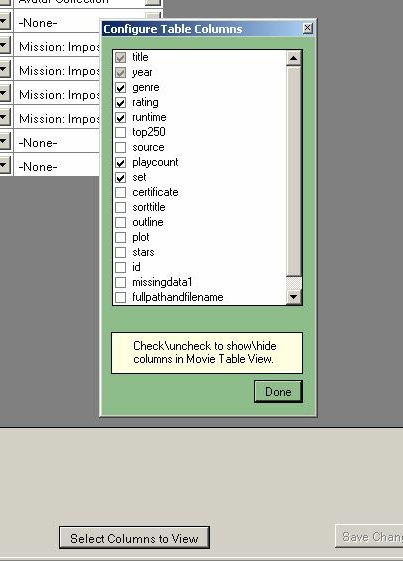 Avatar Collection
-None-
Mission: Impos
Mission: Impos
Mission: Impos
Mission: Impos
-None-
-None-
Configure Table Columns
title
year
genre
rating
runtime
top250
source
playcount
set
certificate
sorttitle
outline
plot
stars
id
missingdata1
fullpathandfilename
Check\uncheck to show\hide
columns in Movie Table View.
Done
Select Columns to View
Save Chang